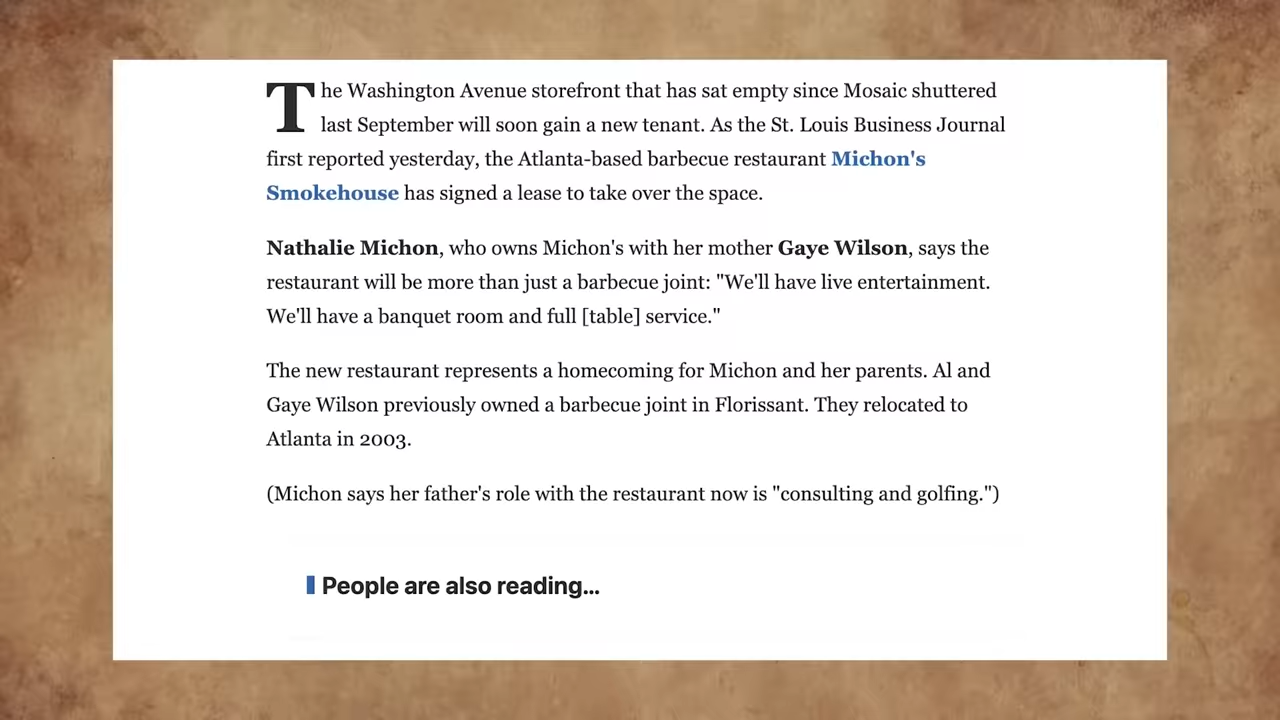 The Washington Avenue storefront that has sat empty since Mosaic shuttered
last September will soon gain a new tenant. As the St. Louis Business Journal
first reported yesterday, the Atlanta-based barbecue restaurant Michon's
Smokehouse has signed a lease to take over the space.
Nathalie Michon, who owns Michon's with her mother Gaye Wilson, says the
restaurant will be more than just a barbecue joint: "We'll have live entertainment.
We'll have a banquet room and full [table] service."
The new restaurant represents a homecoming for Michon and her parents. Al and
Gaye Wilson previously owned a barbecue joint in Florissant. They relocated to
Atlanta in 2003.
(Michon says her father's role with the restaurant now is "consulting and golfing.")
People are also reading...